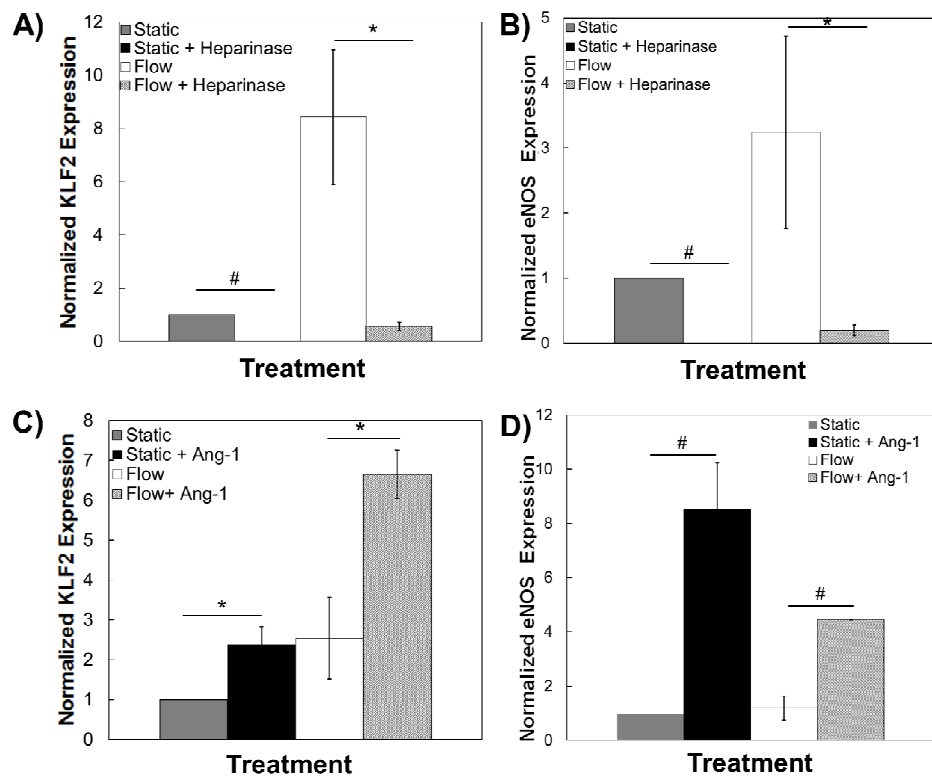 A)
Normalized KLF2 Expression
12
10
8
6
4
2
0
Static
Static + Heparinase
Flow
Flow + Heparinase
#
*
Treatment
B)
Normalized eNOS Expression
5
4
3
2
1
0
Static
Static + Heparinase
Flow
Flow + Heparinase
#
*
Treatment
C)
Normalized KLF2 Expression
8
7
6
5
4
3
2
1
0
Static
Static + Ang-1
Flow
Flow+ Ang-1
*
*
Treatment
D)
Normalized eNOS Expression
12
10
8
6
4
2
0
Static
Static + Ang-1
Flow
Flow+ Ang-1
#
#
Treatment